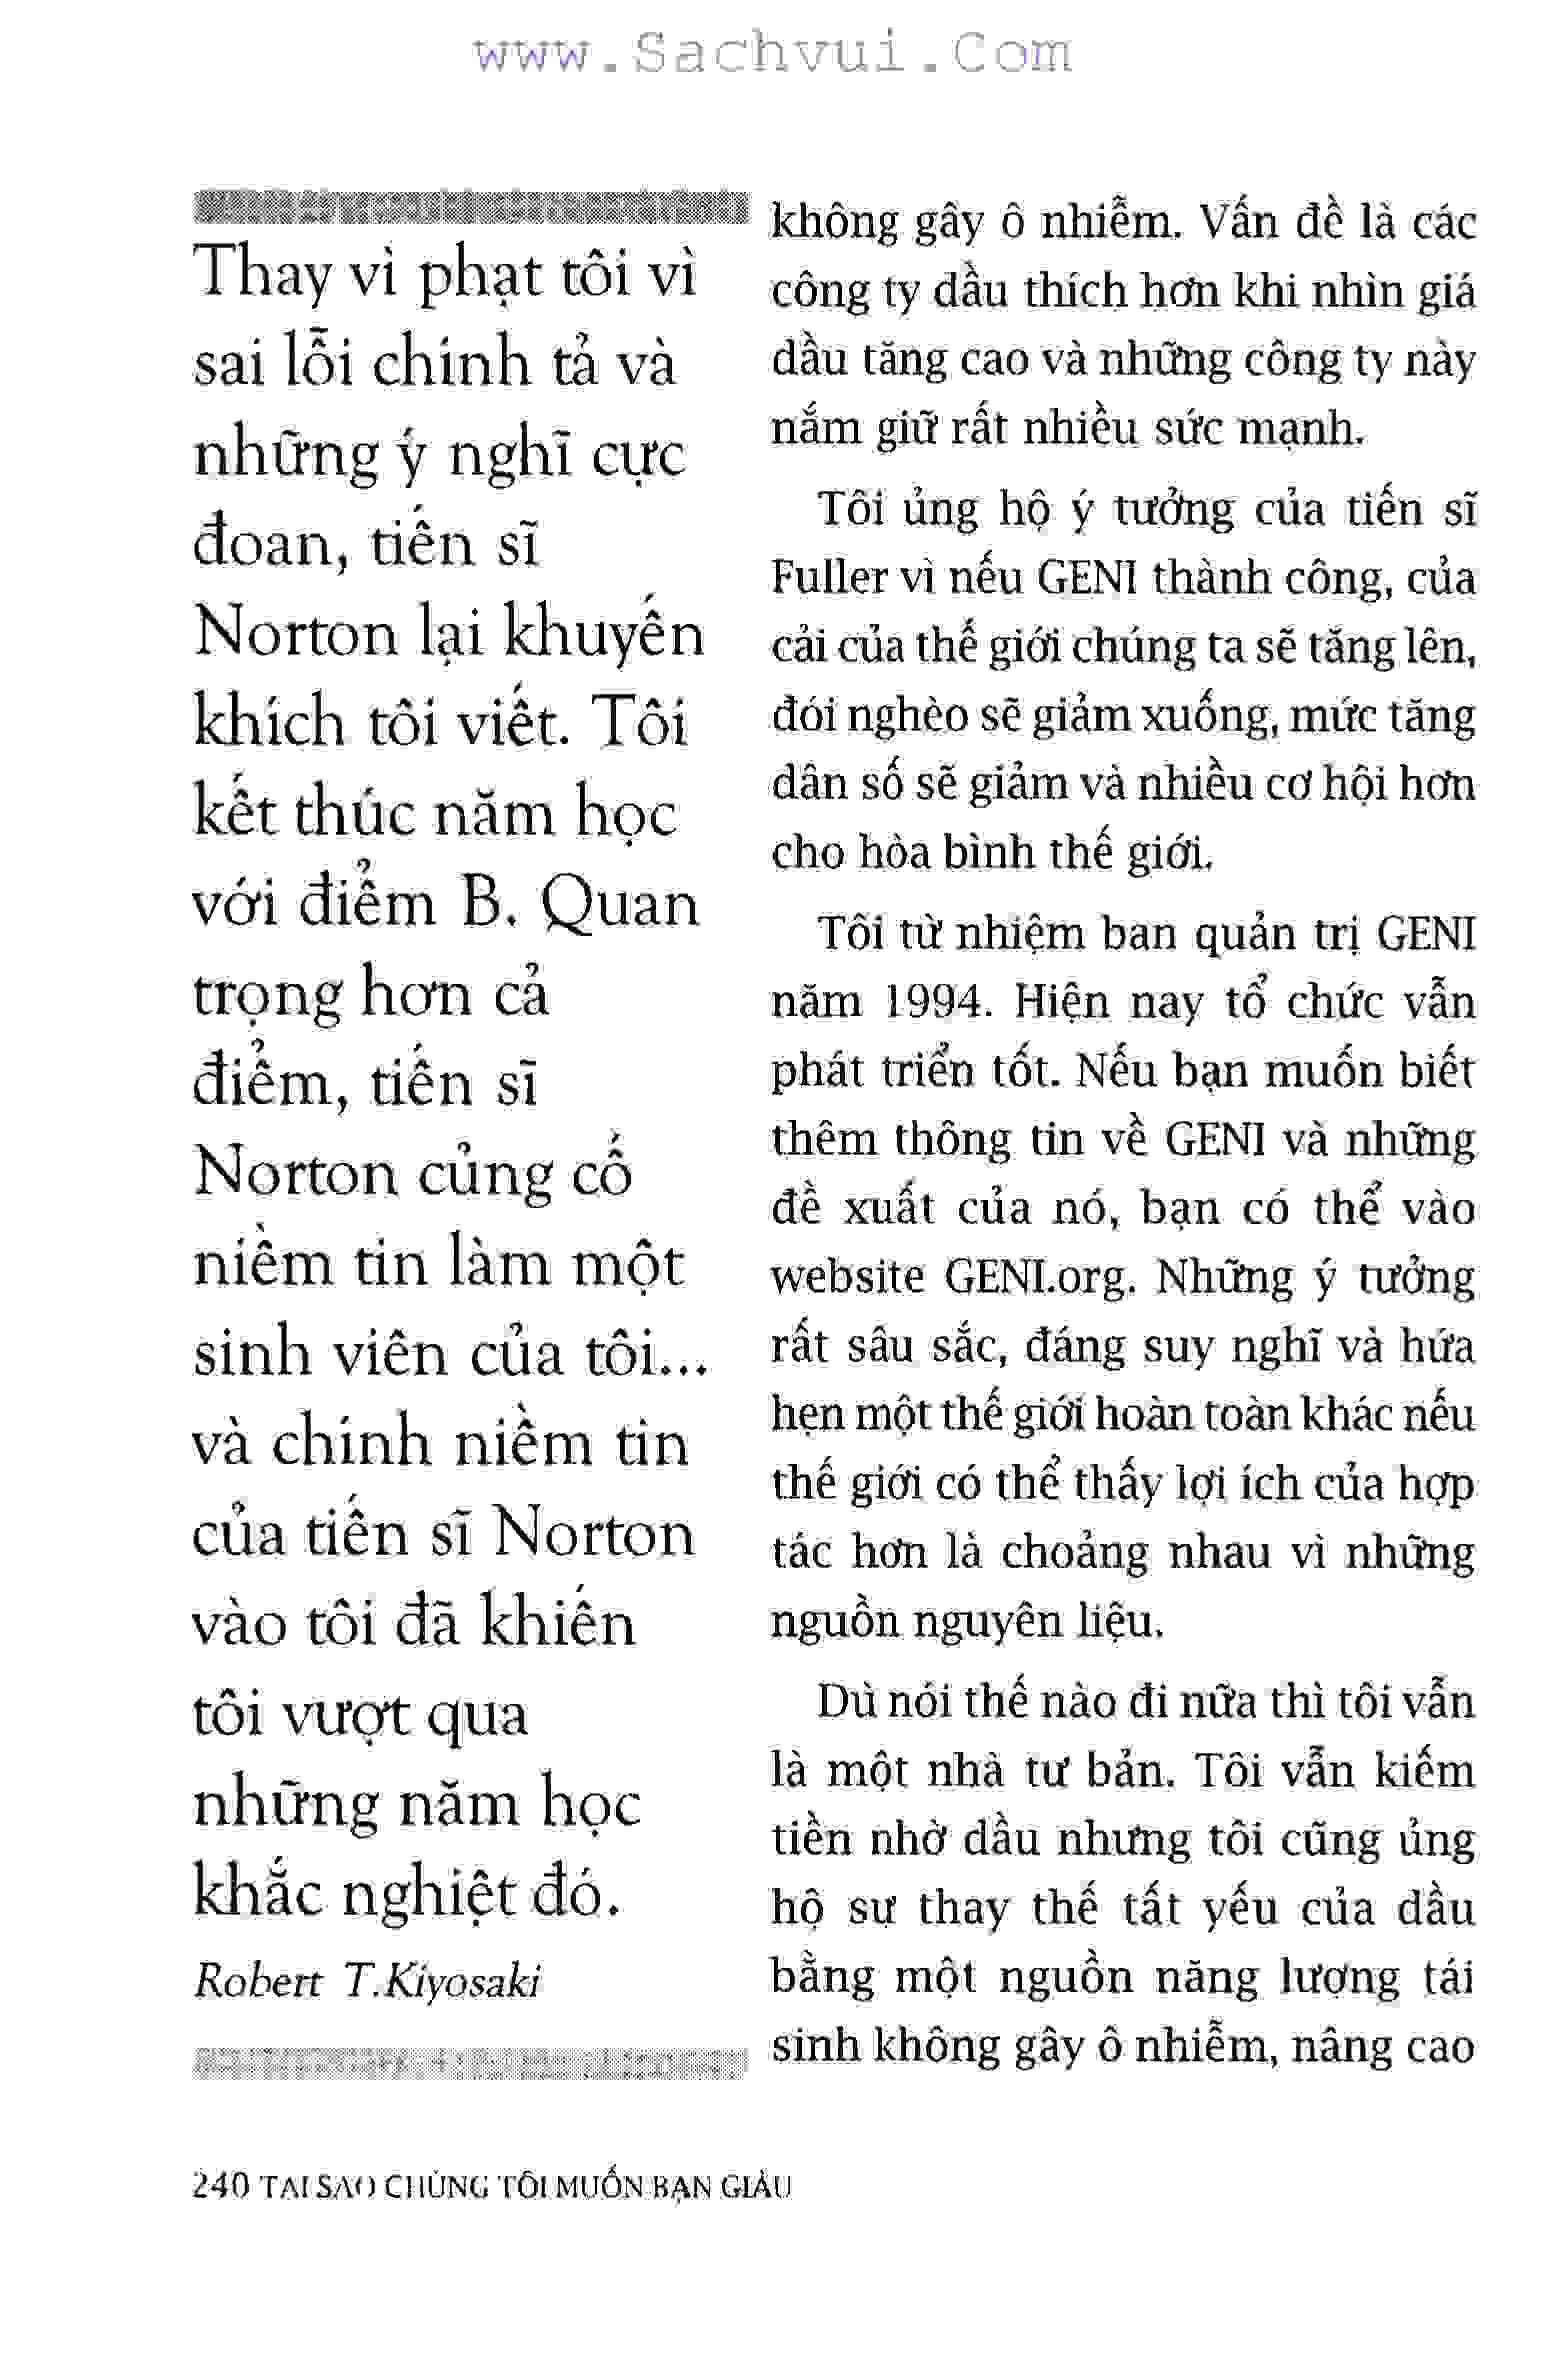 www.Sachvui.Com
Thay vì phạt tôi vì
sai lỗi chính tả và
những ý nghĩ cực
đoan, tiến sĩ
Norton lại khuyến
khích tôi viết. Tôi
kết thúc năm học
với điểm B. Quan
trọng hơn cả
điểm, tiến sĩ
Norton củng cố
niềm tin làm một
sinh viên của tôi...
và chính niềm tin
của tiến sĩ Norton
vào tôi đã khiến
tôi vượt qua
những năm học
khắc nghiệt đó.
Robert T.Kiyosaki
không gây ô nhiễm. Vấn đề là các
công ty dầu thích hơn khi nhìn giá
dầu tăng cao và những công ty này
nắm giữ rất nhiều sức mạnh.
Tôi ủng hộ ý tưởng của tiến sĩ
Fuller vì nếu GENI thành công, của
cải của thế giới chúng ta sẽ tăng lên,
đói nghèo sẽ giảm xuống, mức tăng
dân số sẽ giảm và nhiều cơ hội hơn
cho hòa bình thế giới.
Tôi từ nhiệm ban quản trị GENI
năm 1994. Hiện nay tổ chức vẫn
phát triển tốt. Nếu bạn muốn biết
thêm thông tin về GENI và những
đề xuất của nó, bạn có thể vào
website GENI.org. Những ý tưởng
rất sâu sắc, đáng suy nghĩ và hứa
hẹn một thế giới hoàn toàn khác nếu
thế giới có thể thấy lợi ích của hợp
tác hơn là choảng nhau vì những
nguồn nguyên liệu.
Dù nói thế nào đi nữa thì tôi vẫn
là một nhà tư bản. Tôi vẫn kiếm
tiền nhờ dầu nhưng tôi cũng ủng
hộ sự thay thế tất yếu của dầu
bằng một nguồn năng lượng tái
sinh không gây ô nhiễm, nâng cao
240 TẠI SAO CHÚNG TÔI MUỐN BẠN GIÀU